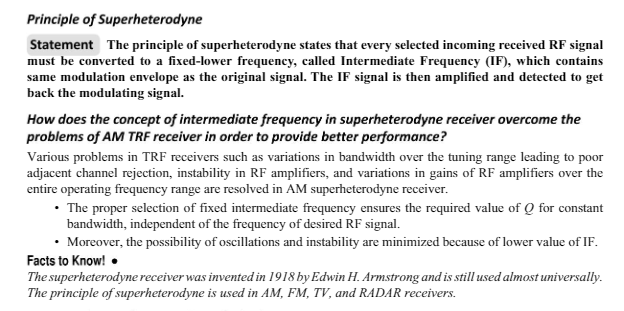 Principle of Superheterodyne
Statement The principle of superheterodyne states that every selected incoming received RF signal
must be converted to a fixed-lower frequency, called Intermediate Frequency (IF), which contains
same modulation envelope as the original signal. The IF signal is then amplified and detected to get
back the modulating signal.
How does the concept of intermediate frequency in superheterodyne receiver overcome the
problems of AM TRF receiver in order to provide better performance?
Various problems in TRF receivers such as variations in bandwidth over the tuning range leading to poor
adjacent channel rejection, instability in RF amplifiers, and variations in gains of RF amplifiers over the
entire operating frequency range are resolved in AM superheterodyne receiver.
• The proper selection of fixed intermediate frequency ensures the required value of Q for constant
bandwidth, independent of the frequency of desired RF signal.
• Moreover, the possibility of oscillations and instability are minimized because of lower value of IF.
Facts to Know! •
The superheterodyne receiver was invented in 1918 by Edwin H. Armstrong and is still used almost universally.
The principle of superheterodyne is used in AM, FM, TV, and RADAR receivers.